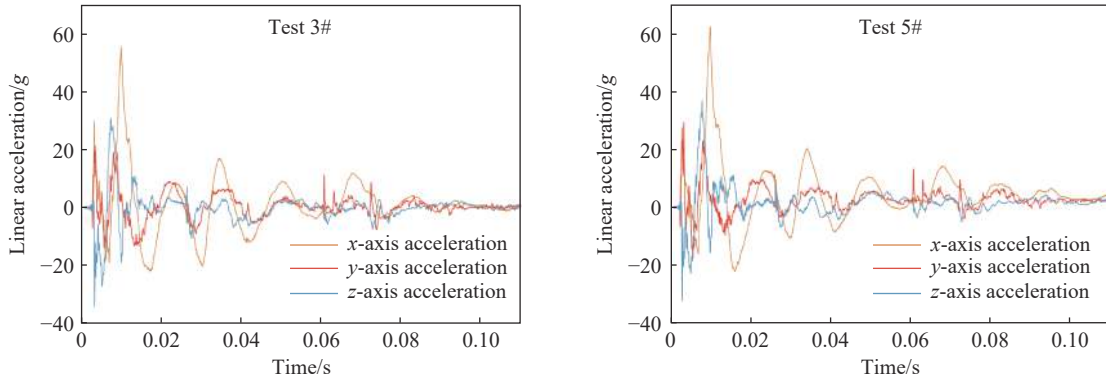 Test 3#
Linear acceleration/g
60
40
20
0
−20
−40
x-axis acceleration
y-axis acceleration
z-axis acceleration
0 0.02 0.04 0.06 0.08 0.10
Time/s
Test 5#
Linear acceleration/g
60
40
20
0
−20
−40
x-axis acceleration
y-axis acceleration
z-axis acceleration
0 0.02 0.04 0.06 0.08 0.10
Time/s